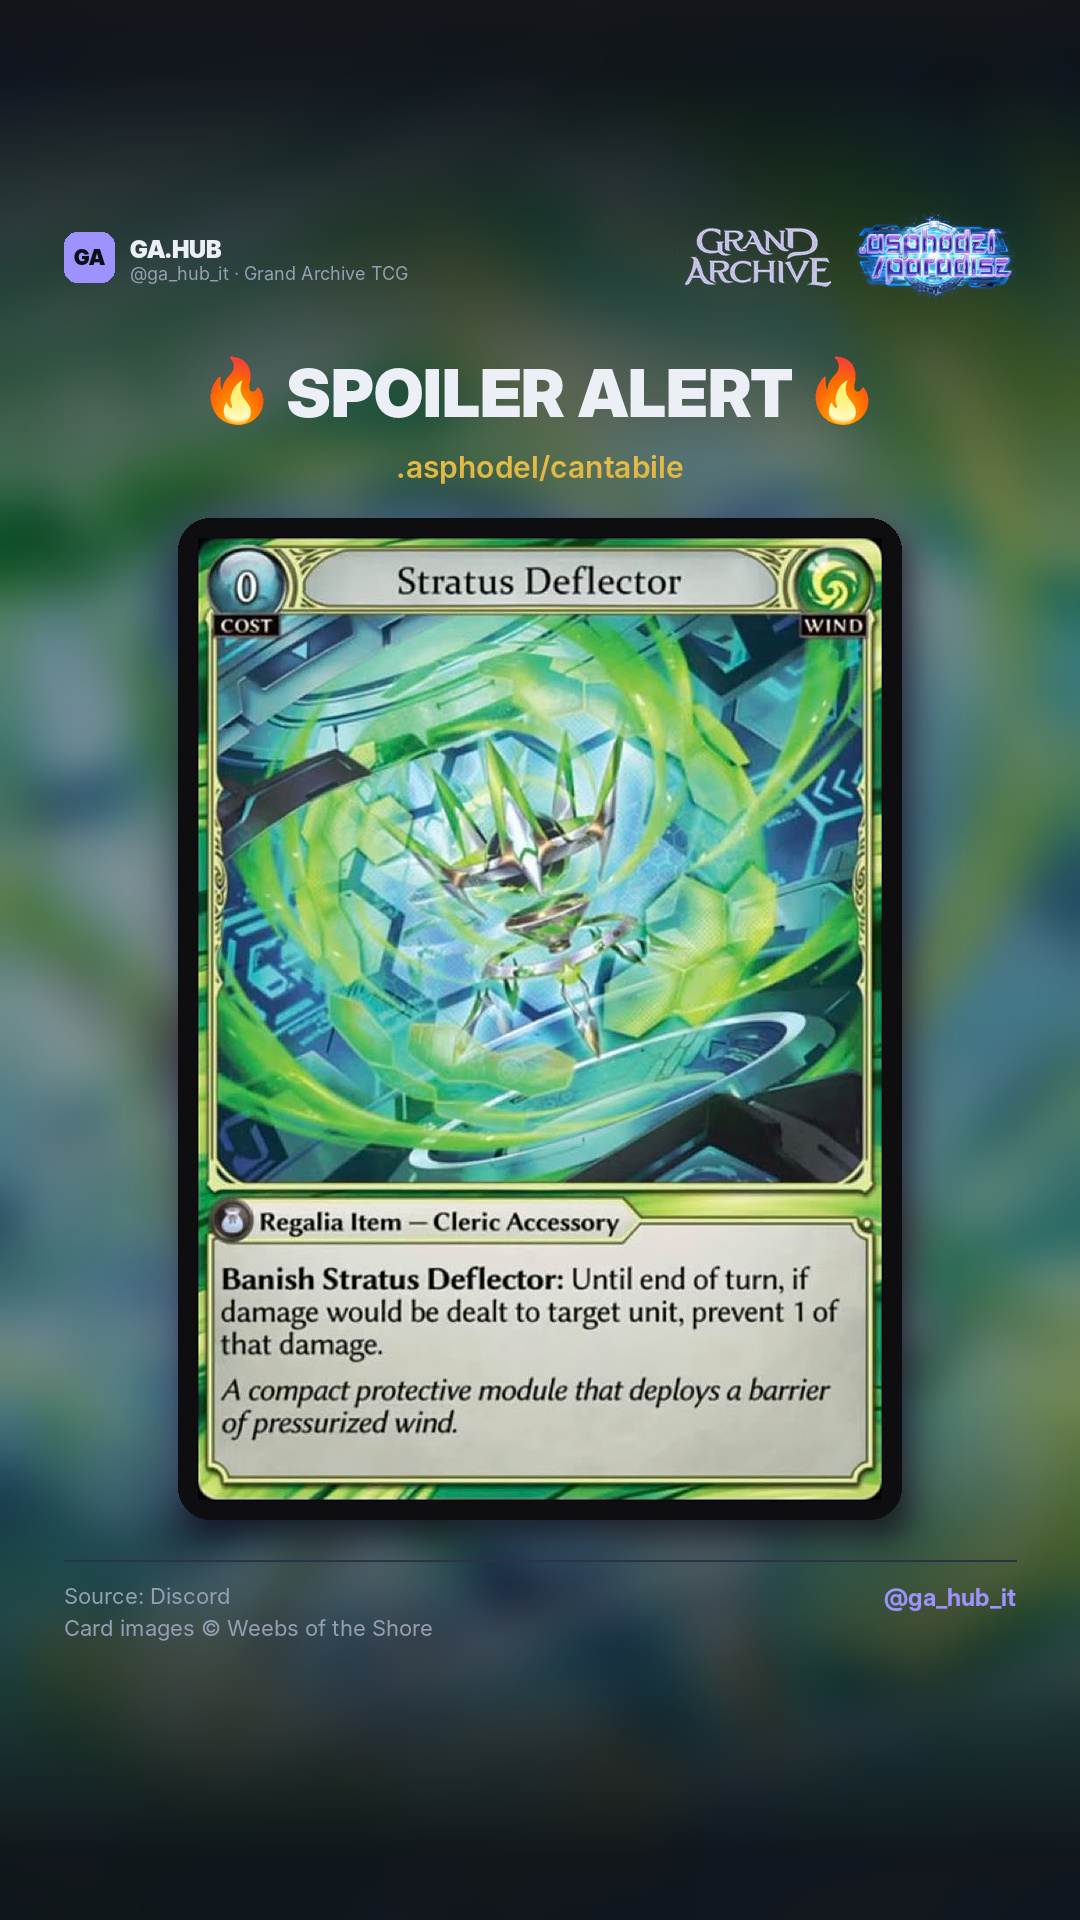 GA
GA.HUB
@ga_hub_it · Grand Archive TCG
GRAND
ARCHIVE
.asphodel
/paradise
🔥 SPOILER ALERT 🔥
.asphodel/cantabile
0
Stratus Deflector
COST
WIND
Regalia Item — Cleric Accessory
Banish Stratus Deflector: Until end of turn, if
damage would be dealt to target unit, prevent 1 of
that damage.
A compact protective module that deploys a barrier
of pressurized wind.
Source: Discord
@ga_hub_it
Card images © Weebs of the Shore